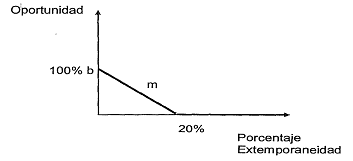 Oportunidad
100% b
m
20%
Porcentaje
Extemporaneidad